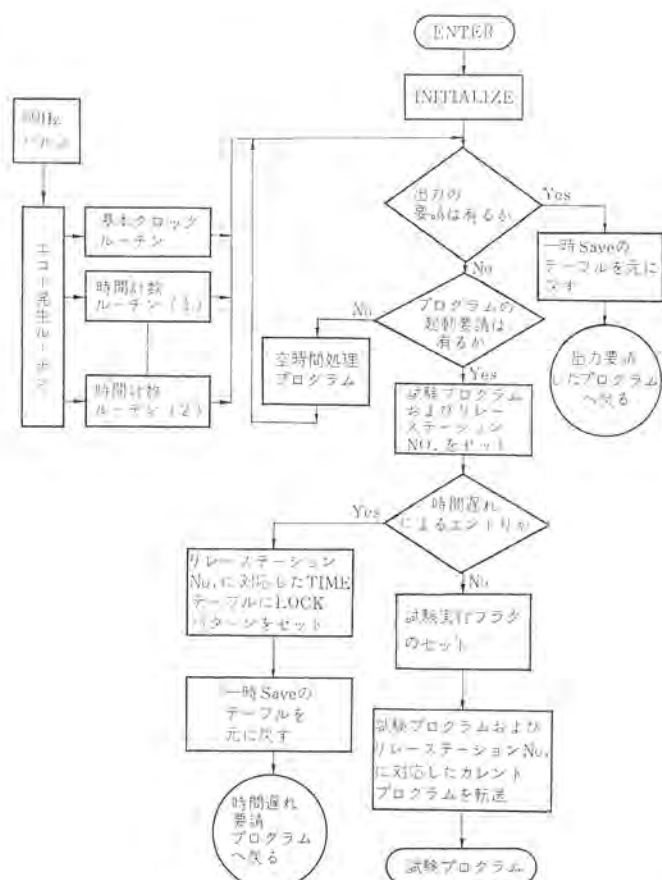 ENTER
INITIALIZE
60Hz
パルス
出力の
要請は有るか
Yes
No
基本クロック
ルーチン
時間計数
ルーチン(1)
時間計数
ルーチン(2)
発生ルーチン
一時Saveの
テーブルを元に
戻す
出力要請
したプログラム
へ戻る
プログラムの
起動要請は
有るか
No
Yes
空時間処理
プログラム
試験プログラム
およびリレー
ステーション
NO.をセット
時間遅れ
によるエントリか
Yes
No
リレーステーション
No.に対応したTIME
テーブルにLOCK
パターンをセット
試験実行フラグ
のセット
一時Saveの
テーブルを
元に戻す
試験プログラムおよび
リレーステーションNo.
に対応したカレント
プログラムを転送
時間遅れ
要請
プログラム
へ戻る
試験プログラム